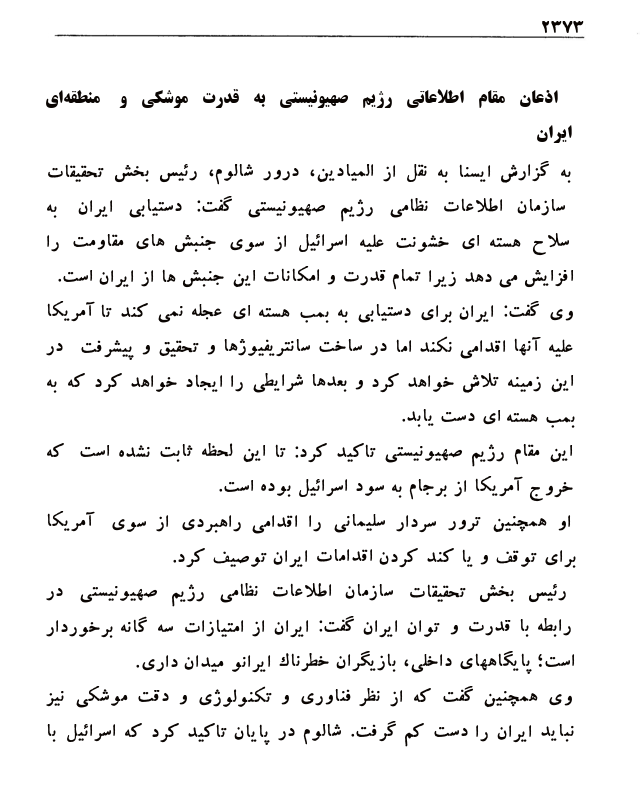 ۲۳۷۳
اذعان مقام اطلاعاتی رژیم صهیونیستی به قدرت موشکی و منطقه‌ای
ایران
به گزارش ایسنا به نقل از المیادین، درور شالوم، رئیس بخش تحقیقات
سازمان اطلاعات نظامی رژیم صهیونیستی گفت: دستیابی ایران به
سلاح هسته ای خشونت علیه اسرائیل از سوی جنبش های مقاومت را
افزایش می دهد زیرا تمام قدرت و امکانات این جنبش ها از ایران است.
وی گفت: ایران برای دستیابی به بمب هسته ای عجله نمی کند تا آمریکا
علیه آنها اقدامی نکند اما در ساخت سانتریفیوژها و تحقیق و پیشرفت در
این زمینه تلاش خواهد کرد و بعدها شرایطی را ایجاد خواهد کرد که به
بمب هسته ای دست یابد.
این مقام رژیم صهیونیستی تاکید کرد: تا این لحظه ثابت نشده است که
خروج آمریکا از برجام به سود اسرائیل بوده است.
او همچنین ترور سردار سلیمانی را اقدامی راهبردی از سوی آمریکا
برای توقف و یا کند کردن اقدامات ایران توصیف کرد.
رئیس بخش تحقیقات سازمان اطلاعات نظامی رژیم صهیونیستی در
رابطه با قدرت و توان ایران گفت: ایران از امتیازات سه گانه برخوردار
است؛ پایگاههای داخلی، بازیگران خطرناك ایرانو میدان داری.
وی همچنین گفت که از نظر فناوری و تکنولوژی و دقت موشکی نیز
نباید ایران را دست کم گرفت. شالوم در پایان تاکید کرد که اسرائیل با